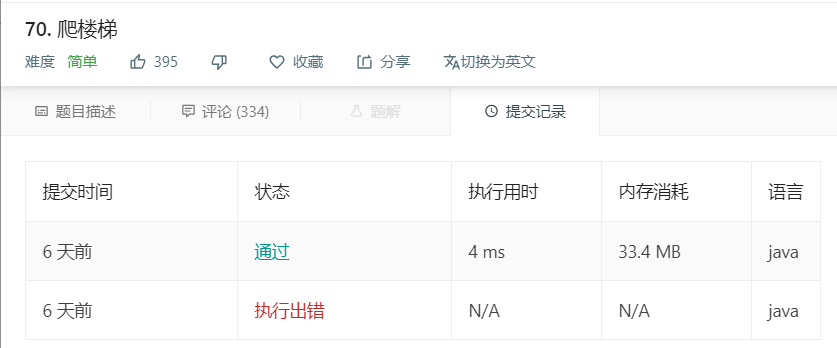 70. 爬楼梯
难度 简单 395 收藏 分享 切换为英文
题目描述 评论 (334) 题解 提交记录
提交时间 状态 执行用时 内存消耗 语言
6 天前 通过 4 ms 33.4 MB java
6 天前 执行出错 N/A N/A java